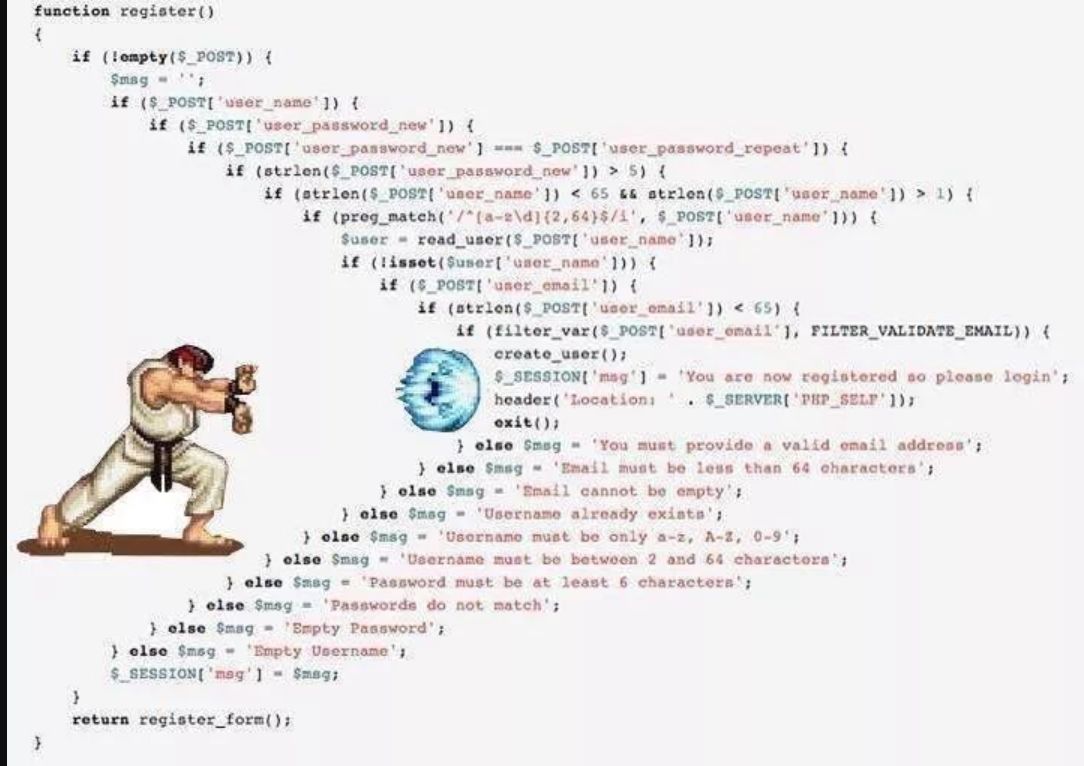 function register()
{
if (!empty($_POST)) {
$msg = '';
if ($_POST['user_name']) {
if ($_POST['user_password_new']) {
if ($_POST['user_password_new'] === $_POST['user_password_repeat']) {
if (strlen($_POST['user_password_new']) > 5) {
if (strlen($_POST['user_name']) < 65 && strlen($_POST['user_name']) > 1) {
if (preg_match('/^[a-z\d]{2,64}$/i', $_POST['user_name'])) {
$user = read_user($_POST['user_name']);
if (!isset($user['user_name'])) {
if ($_POST['user_email']) {
if (strlen($_POST['user_email']) < 65) {
if (filter_var($_POST['user_email'], FILTER_VALIDATE_EMAIL)) {
create_user();
$_SESSION['msg'] = 'You are now registered so please login';
header('Location: ' . $_SERVER['PHP_SELF']);
exit();
} else $msg = 'You must provide a valid email address';
} else $msg = 'Email must be less than 64 characters';
} else $msg = 'Email cannot be empty';
} else $msg = 'Username already exists';
} else $msg = 'Username must be only a-z, A-Z, 0-9';
} else $msg = 'Username must be between 2 and 64 characters';
} else $msg = 'Password must be at least 6 characters';
} else $msg = 'Passwords do not match';
} else $msg = 'Empty Password';
} else $msg = 'Empty Username';
$_SESSION['msg'] = $msg;
}
return register_form();
}